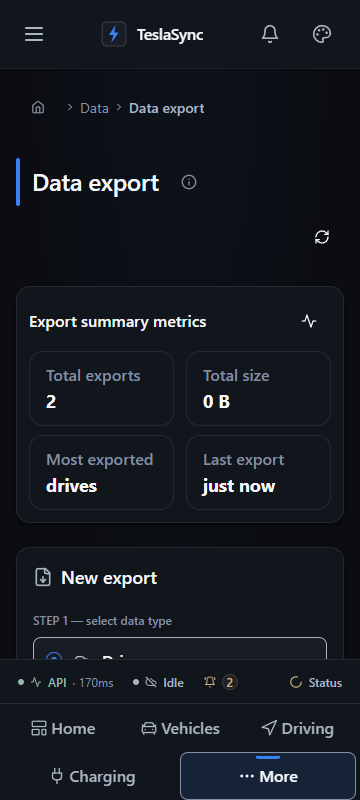 TeslaSync
Data
Data export
Data export
Export summary metrics
Total exports
2
Total size
0 B
Most exported
drives
Last export
just now
New export
STEP 1 — select data type
API · 170ms
Idle
2
Status
Home
Vehicles
Driving
Charging
More